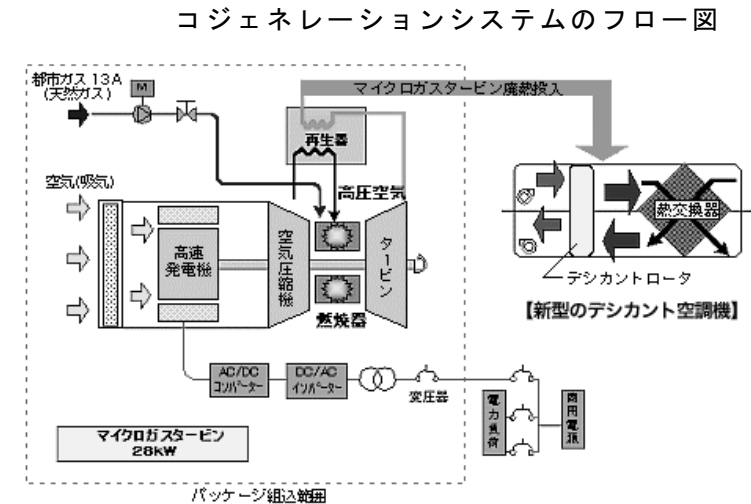 コジェネレーションシステムのフロー図
都市ガス 13A
(天然ガス)
M
マイクロガスタービン廃熱投入
再生器
空気(吸気)
高圧空気
高速
発電機
空気圧縮機
タービン
燃焼器
熱交換器
デシカントロータ
【新型のデシカント空調機】
AC/DC
コンバーター
DC/AC
インバーター
変圧器
電力負荷
商用電源
マイクロガスタービン
28kW
パッケージ組込範囲